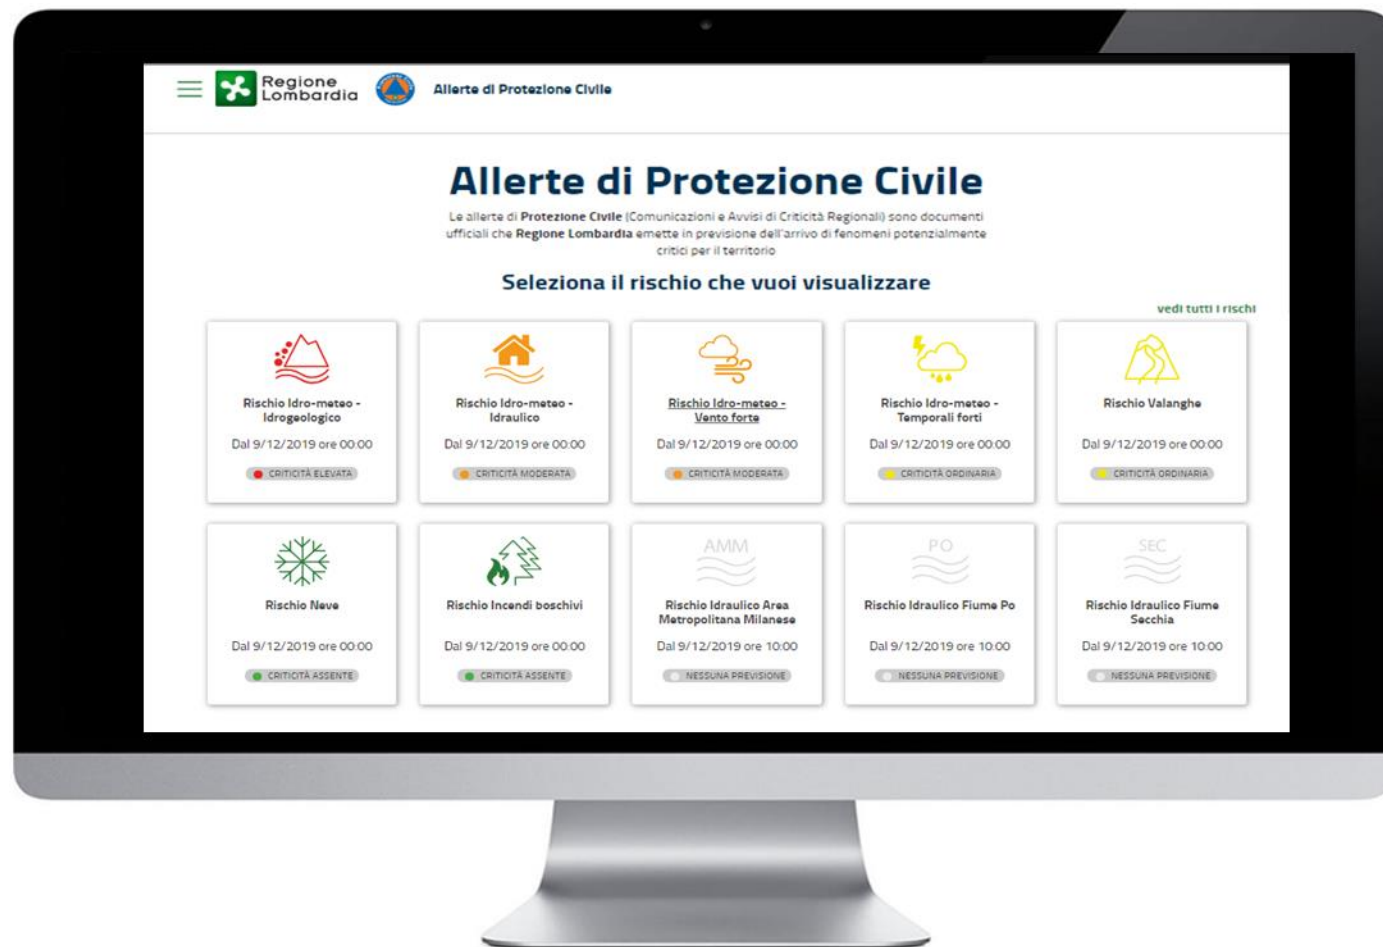 Regione
Lombardia
Allerte di Protezione Civile
Allerte di Protezione Civile
Le allerte di Protezione Civile (Comunicazioni e Avvisi di Criticità Regionali) sono documenti
ufficiali che Regione Lombardia emette in previsione dell'arrivo di fenomeni potenzialmente
critici per il territorio
Seleziona il rischio che vuoi visualizzare
vedi tutti i rischi
Rischio Idro-meteo -
Idrogeologico
Dal 9/12/2019 ore 00:00
CRITICITÀ ELEVATA
Rischio Idro-meteo -
Idraulico
Dal 9/12/2019 ore 00:00
CRITICITÀ MODERATA
Rischio Idro-meteo -
Vento forte
Dal 9/12/2019 ore 00:00
CRITICITÀ MODERATA
Rischio Idro-meteo -
Temporali forti
Dal 9/12/2019 ore 00:00
CRITICITÀ ORDINARIA
Rischio Valanghe
Dal 9/12/2019 ore 00:00
CRITICITÀ ORDINARIA
Rischio Neve
Dal 9/12/2019 ore 00:00
CRITICITÀ ASSENTE
Rischio Incendi boschivi
Dal 9/12/2019 ore 00:00
CRITICITÀ ASSENTE
AMM
Rischio Idraulico Area
Metropolitana Milanese
Dal 9/12/2019 ore 10:00
NESSUNA PREVISIONE
PO
Rischio Idraulico Fiume Po
Dal 9/12/2019 ore 10:00
NESSUNA PREVISIONE
SEC
Rischio Idraulico Fiume
Secchia
Dal 9/12/2019 ore 10:00
NESSUNA PREVISIONE